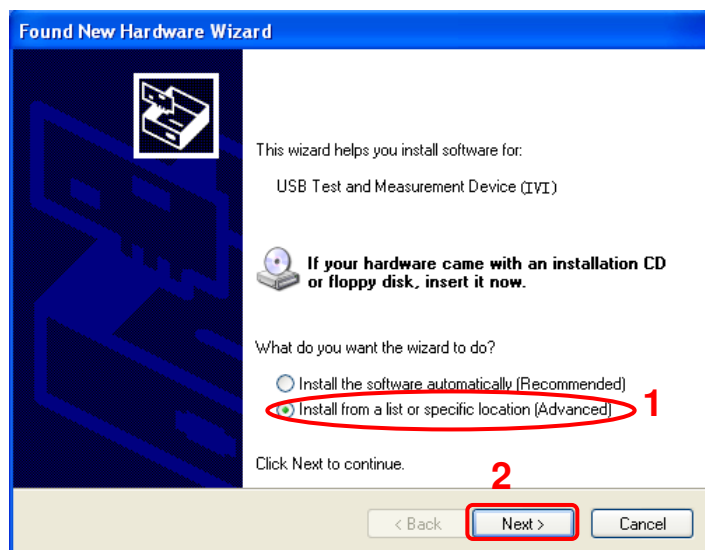 Found New Hardware Wizard
This wizard helps you install software for:
USB Test and Measurement Device (IVI)
If your hardware came with an installation CD
or floppy disk, insert it now.
What do you want the wizard to do?
Install the software automatically (Recommended)
Install from a list or specific location (Advanced)
1
Click Next to continue.
2
< Back
Next >
Cancel